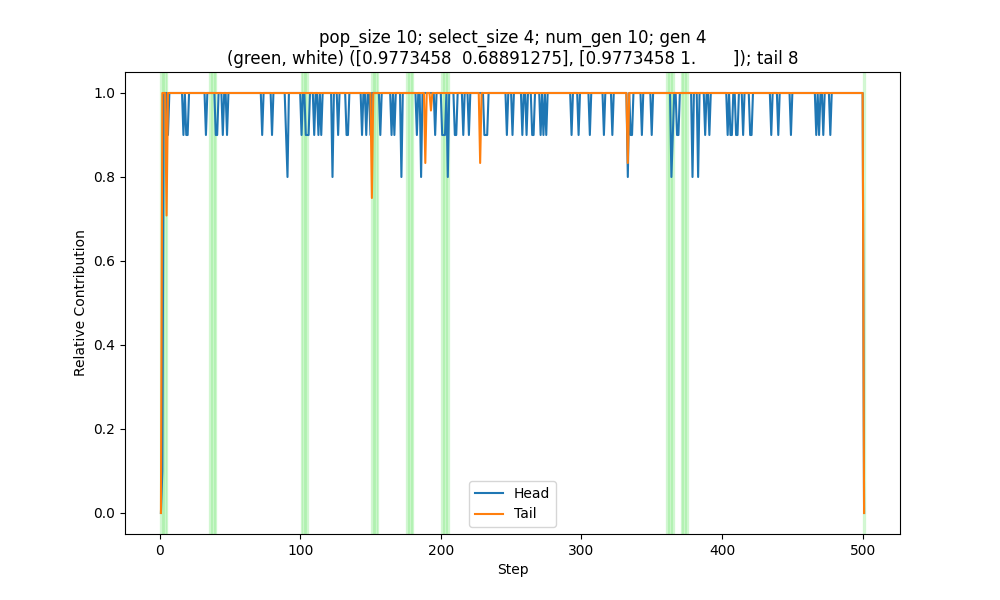 pop_size 10; select_size 4; num_gen 10; gen 4
(green, white) ([0.9773458  0.68891275], [0.9773458 1.        ]); tail 8
Relative Contribution
1.0
0.8
0.6
0.4
0.2
0.0
Head
Tail
0 100 200 300 400 500
Step